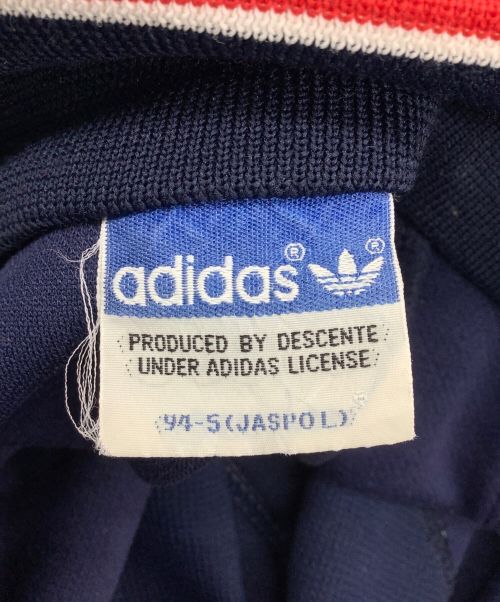 adidas® ®
PRODUCED BY DESCENTE
UNDER ADIDAS LICENSE
94-5(JASPO L)